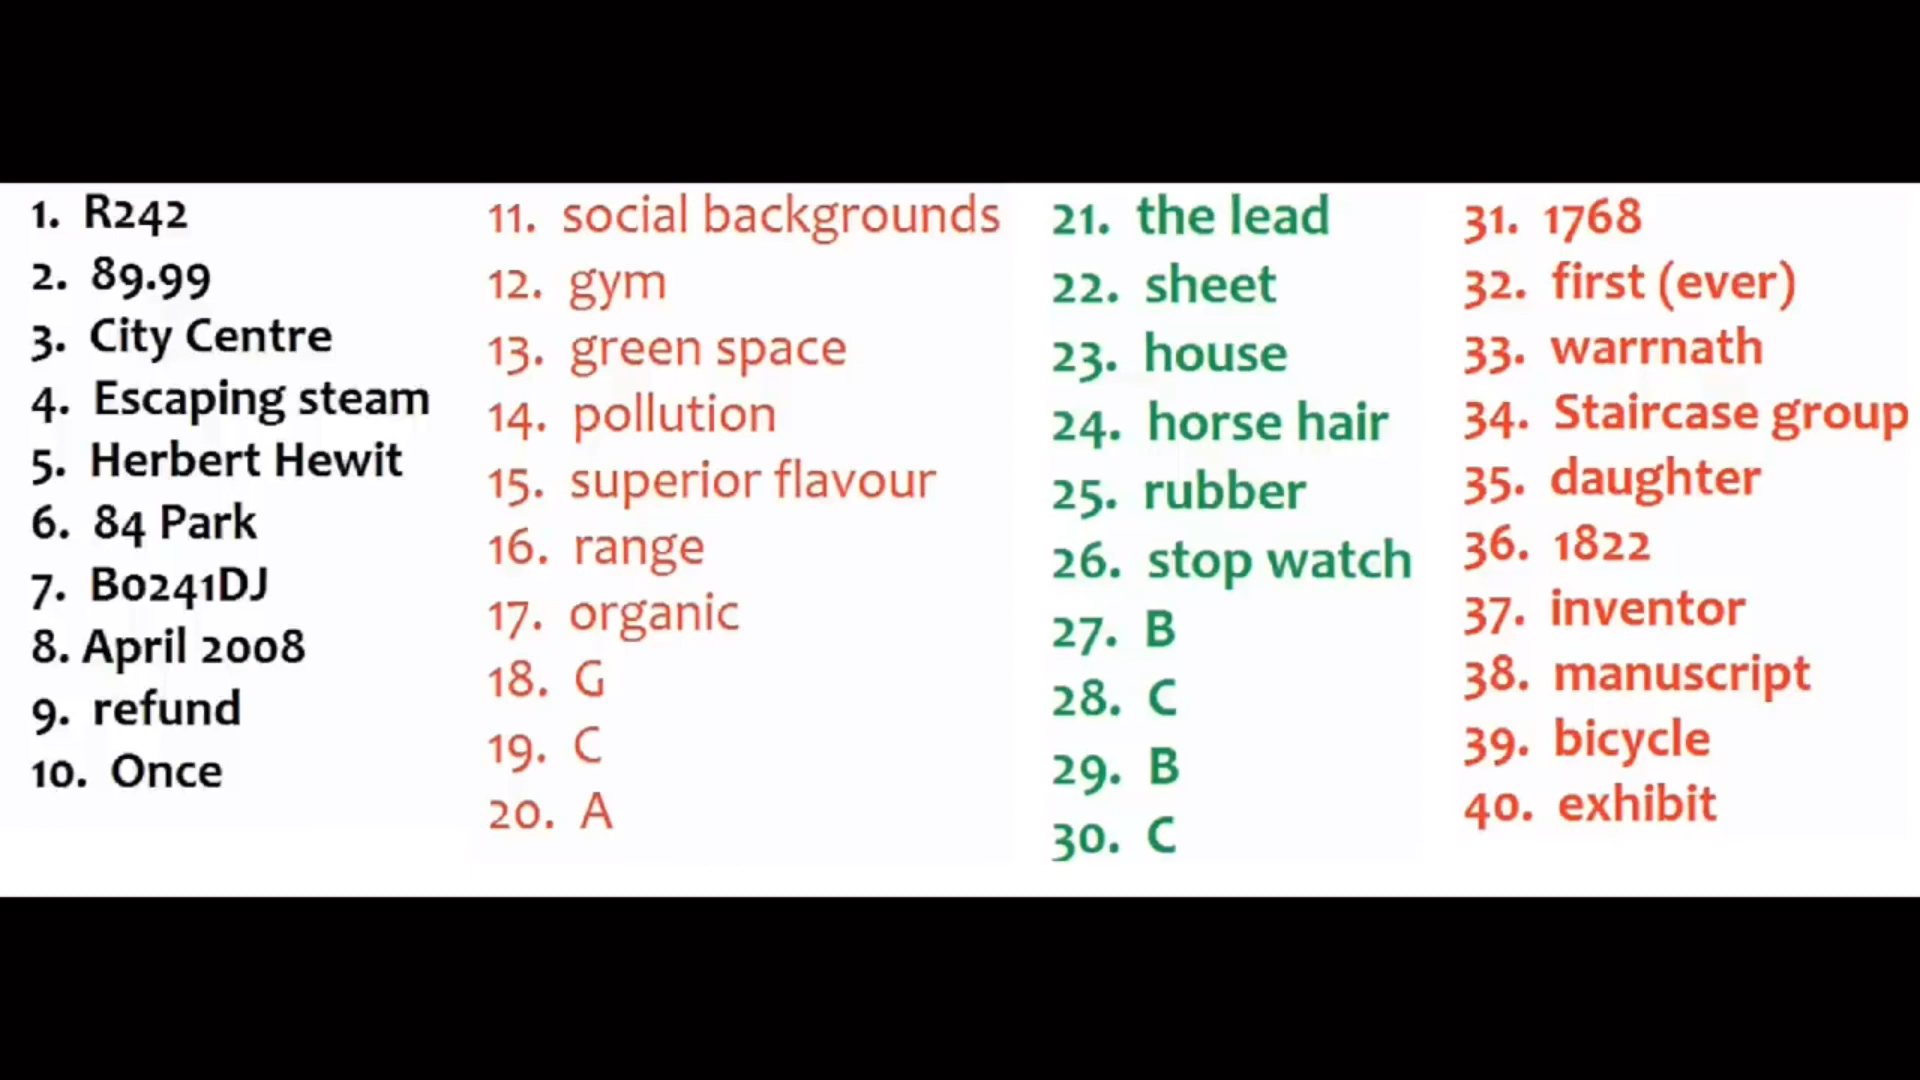 1. R242
2. 89.99
3. City Centre
4. Escaping steam
5. Herbert Hewit
6. 84 Park
7. B0241DJ
8. April 2008
9. refund
10. Once
11. social backgrounds
12. gym
13. green space
14. pollution
15. superior flavour
16. range
17. organic
18. G
19. C
20. A
21. the lead
22. sheet
23. house
24. horse hair
25. rubber
26. stop watch
27. B
28. C
29. B
30. C
31. 1768
32. first (ever)
33. warrnath
34. Staircase group
35. daughter
36. 1822
37. inventor
38. manuscript
39. bicycle
40. exhibit